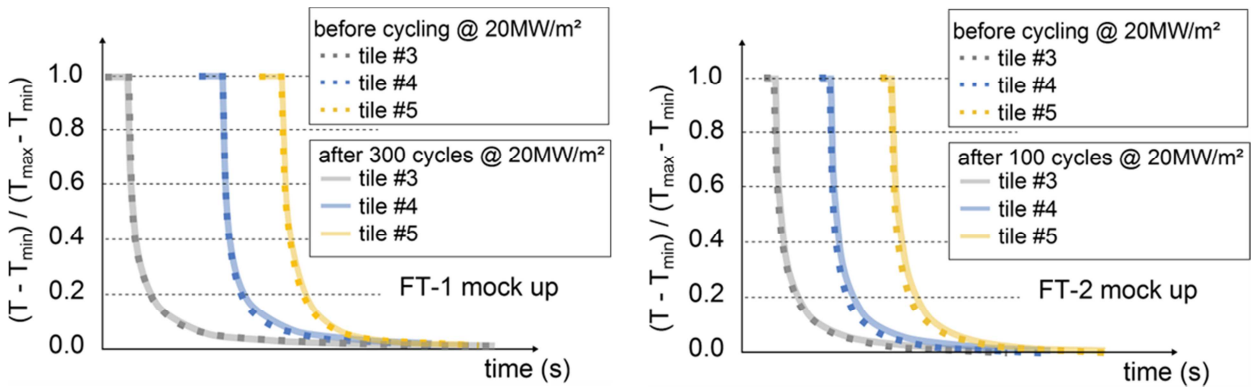 before cycling @ 20MW/m²
tile #3
tile #4
tile #5
after 300 cycles @ 20MW/m²
tile #3
tile #4
tile #5
(T - Tmin) / (Tmax - Tmin)
1.0
0.8
0.6
0.4
0.2
0.0
FT-1 mock up
time (s)
before cycling @ 20MW/m²
tile #3
tile #4
tile #5
after 100 cycles @ 20MW/m²
tile #3
tile #4
tile #5
(T - Tmin) / (Tmax - Tmin)
1.0
0.8
0.6
0.4
0.2
0.0
FT-2 mock up
time (s)